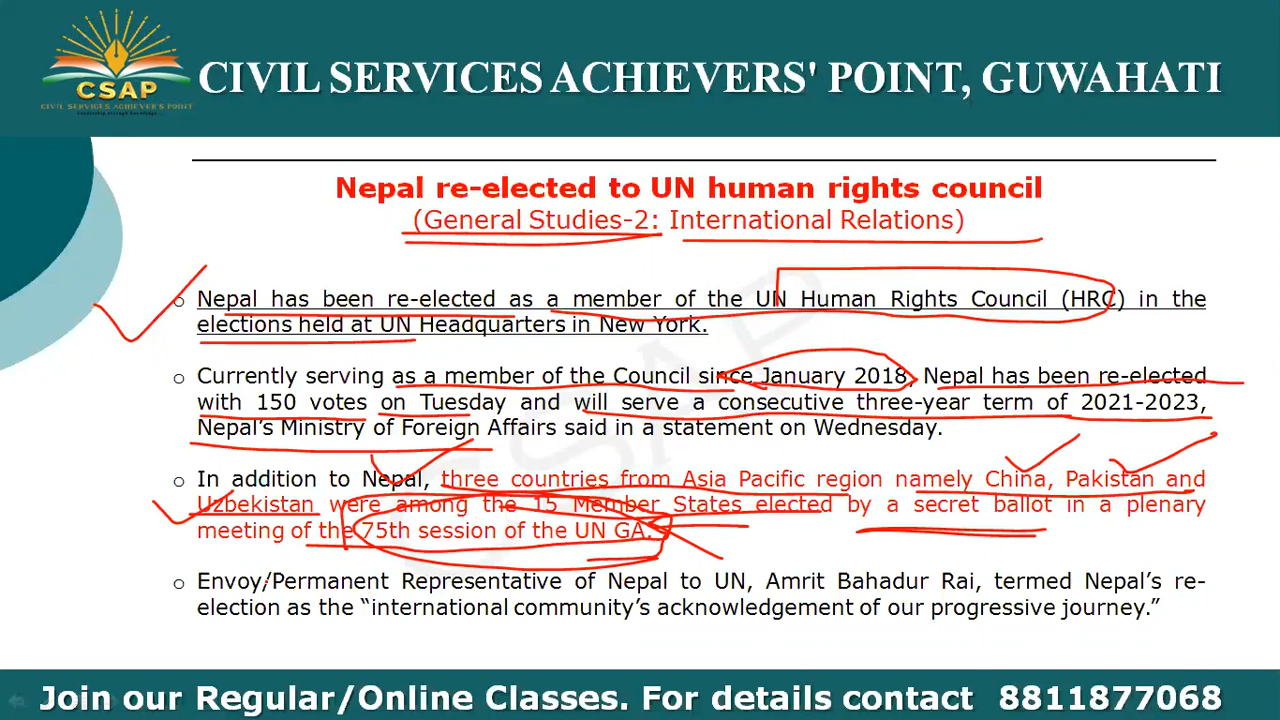 CSAP
CIVIL SERVICES ACHIEVER'S POINT
CIVIL SERVICES ACHIEVERS' POINT, GUWAHATI
Nepal re-elected to UN human rights council
(General Studies-2: International Relations)
Nepal has been re-elected as a member of the UN Human Rights Council (HRC) in the
elections held at UN Headquarters in New York.
Currently serving as a member of the Council since January 2018, Nepal has been re-elected
with 150 votes on Tuesday and will serve a consecutive three-year term of 2021-2023,
Nepal's Ministry of Foreign Affairs said in a statement on Wednesday.
In addition to Nepal, three countries from Asia Pacific region namely China, Pakistan and
Uzbekistan were among the 15 Member States elected by a secret ballot in a plenary
meeting of the 75th session of the UN GA.
Envoy/Permanent Representative of Nepal to UN, Amrit Bahadur Rai, termed Nepal's re-
election as the “international community's acknowledgement of our progressive journey.”
CSAP
Join our Regular/Online Classes. For details contact 8811877068